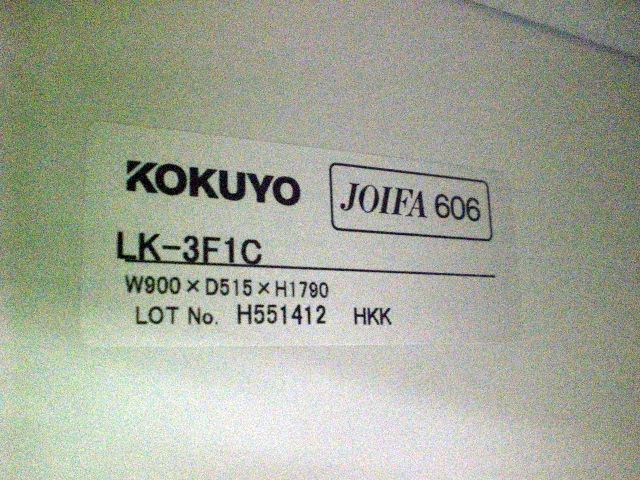 KOKUYO JOIFA 606
LK-3F1C
W900×D515×H1790
LOT No. H551412 HKK